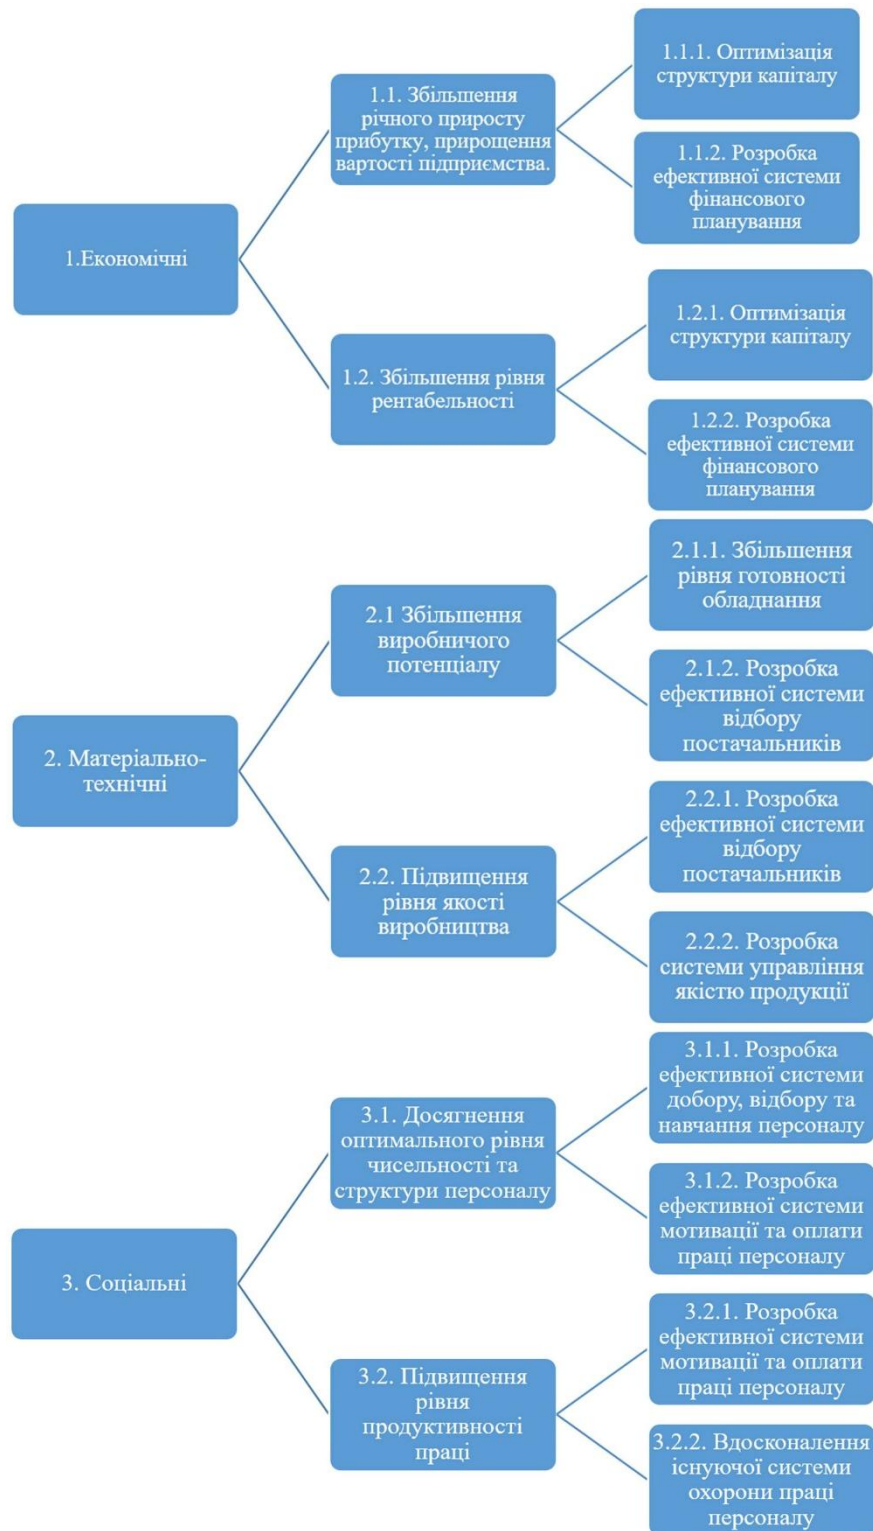 1.Економічні
1.1. Збільшення
річного приросту
прибутку, прирощення
вартості підприємства.
1.1.1. Оптимізація
структури капіталу
1.1.2. Розробка
ефективної системи
фінансового
планування
1.2. Збільшення рівня
рентабельності
1.2.1. Оптимізація
структури капіталу
1.2.2. Розробка
ефективної системи
фінансового
планування
2. Матеріально-
технічні
2.1 Збільшення
виробничого
потенціалу
2.1.1. Збільшення
рівня готовності
обладнання
2.1.2. Розробка
ефективної системи
відбору
постачальників
2.2. Підвищення
рівня якості
виробництва
2.2.1. Розробка
ефективної системи
відбору
постачальників
2.2.2. Розробка
системи управління
якістю продукції
3. Соціальні
3.1. Досягнення
оптимального рівня
чисельності та
структури персоналу
3.1.1. Розробка
ефективної системи
добору, відбору та
навчання персоналу
3.1.2. Розробка
ефективної системи
мотивації та оплати
праці персоналу
3.2. Підвищення
рівня
продуктивності
праці
3.2.1. Розробка
ефективної системи
мотивації та оплати
праці персоналу
3.2.2. Вдосконалення
існуючої системи
охорони праці
персоналу